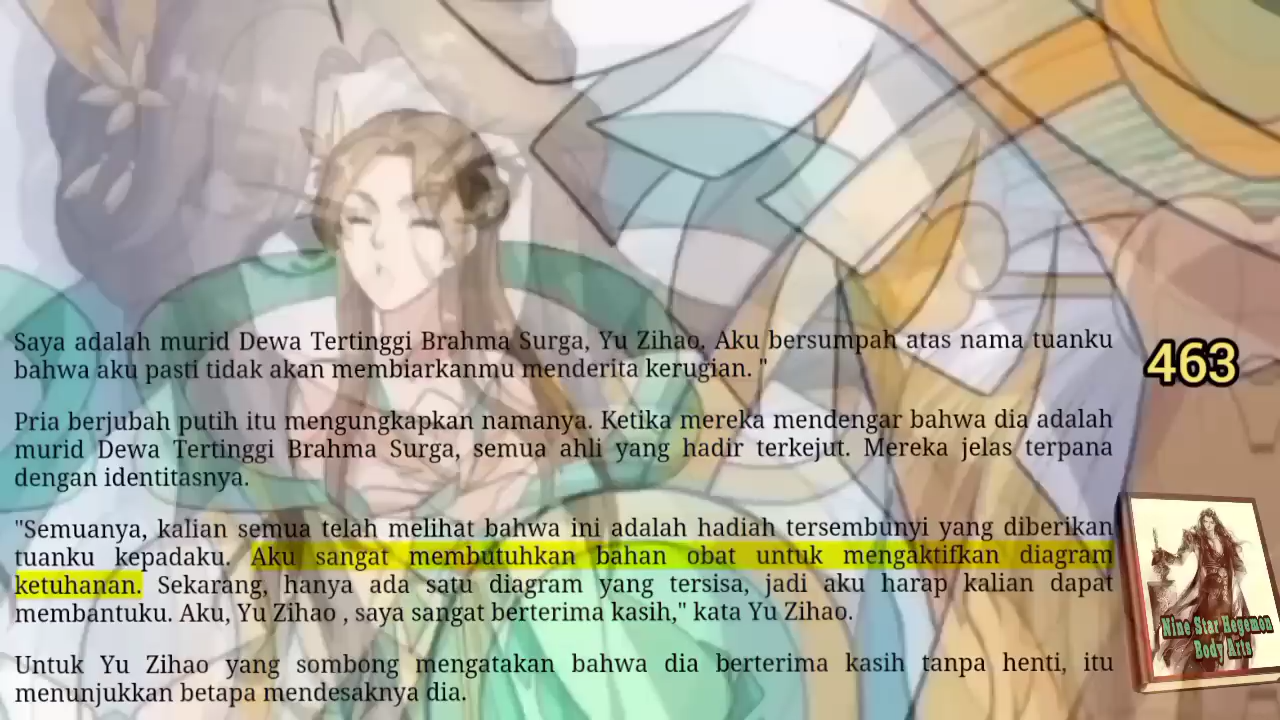 Saya adalah murid Dewa Tertinggi Brahma Surga, Yu Zihao, Aku bersumpah atas nama tuanku
bahwa aku pasti tidak akan membiarkanmu menderita kerugian. "
Pria berjubah putih itu mengungkapkan namanya. Ketika mereka mendengar bahwa dia adalah
murid Dewa Tertinggi Brahma Surga, semua ahli yang hadir terkejut. Mereka jelas terpana
dengan identitasnya.
"Semuanya, kalian semua telah melihat bahwa ini adalah hadiah tersembunyi yang diberikan
tuanku kepadaku. Aku sangat membutuhkan bahan obat untuk mengaktifkan diagram
ketuhanan. Sekarang, hanya ada satu diagram yang tersisa, jadi aku harap kalian dapat
membantuku. Aku, Yu Zihao , saya sangat berterima kasih," kata Yu Zihao.
Untuk Yu Zihao yang sombong mengatakan bahwa dia berterima kasih tanpa henti, itu
menunjukkan betapa mendesaknya dia.
463
Nine Star Hegemon
Body Arts